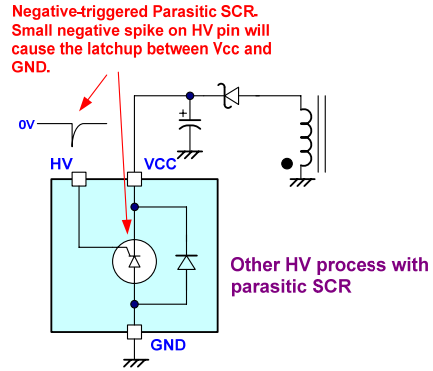 Negative-triggered Parasitic SCR.
Small negative spike on HV pin will
cause the latchup between Vcc and
GND.
0V
+
HV
VCC
Other HV process with
parasitic SCR
GND